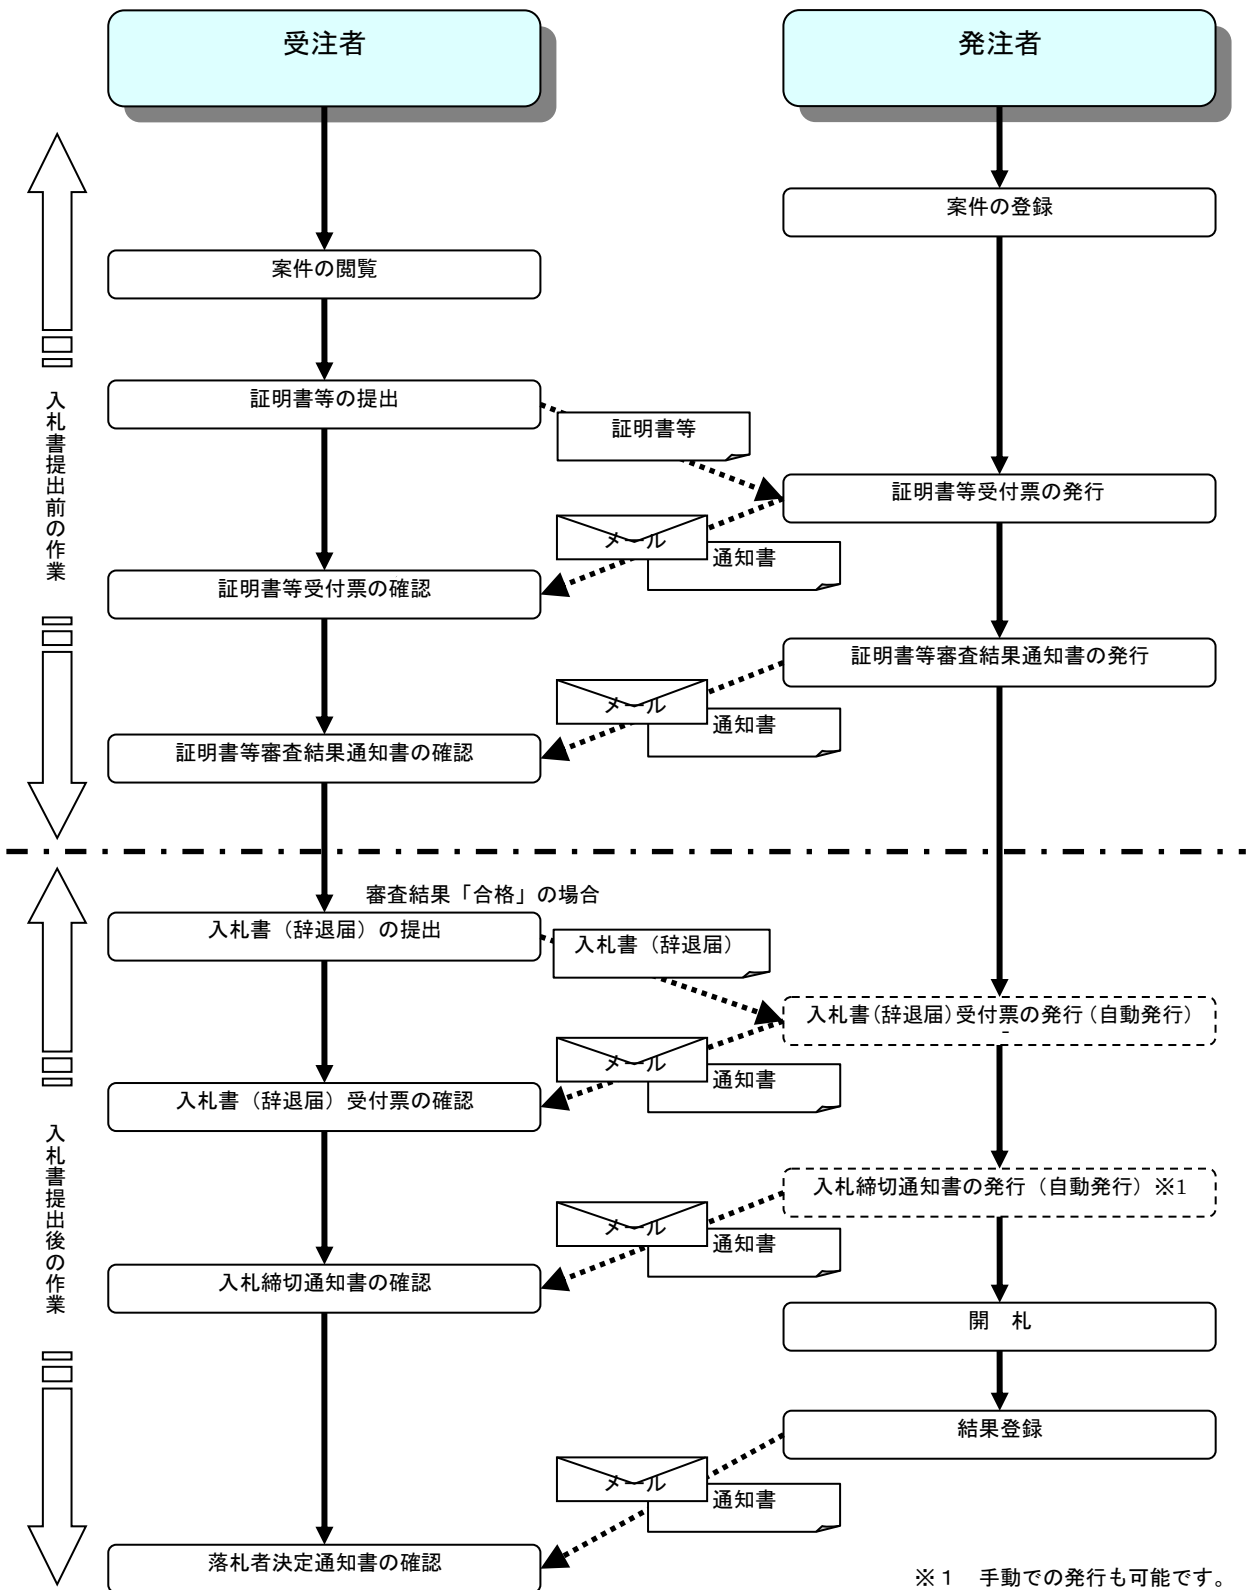 受注者
発注者
案件の登録
案件の閲覧
入札書提出前の作業
証明書等の提出
証明書等
証明書等受付票の発行
メール
通知書
証明書等受付票の確認
証明書等審査結果通知書の発行
メール
通知書
証明書等審査結果通知書の確認
審査結果「合格」の場合
入札書（辞退届）の提出
入札書（辞退届）
入札書(辞退届)受付票の発行(自動発行)
メール
通知書
入札書（辞退届）受付票の確認
入札書提出後の作業
入札締切通知書の発行（自動発行）※1
メール
通知書
入札締切通知書の確認
開　札
結果登録
メール
通知書
落札者決定通知書の確認
※１　手動での発行も可能です。